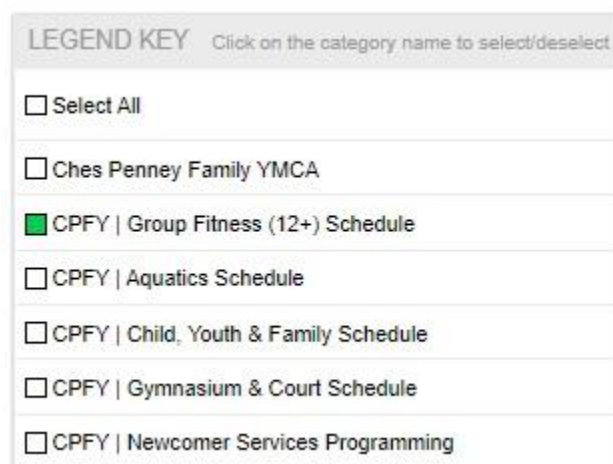 LEGEND KEY Click on the category name to select/deselect
Select All
Ches Penney Family YMCA
CPFY | Group Fitness (12+) Schedule
CPFY | Aquatics Schedule
CPFY | Child, Youth & Family Schedule
CPFY | Gymnasium & Court Schedule
CPFY | Newcomer Services Programming